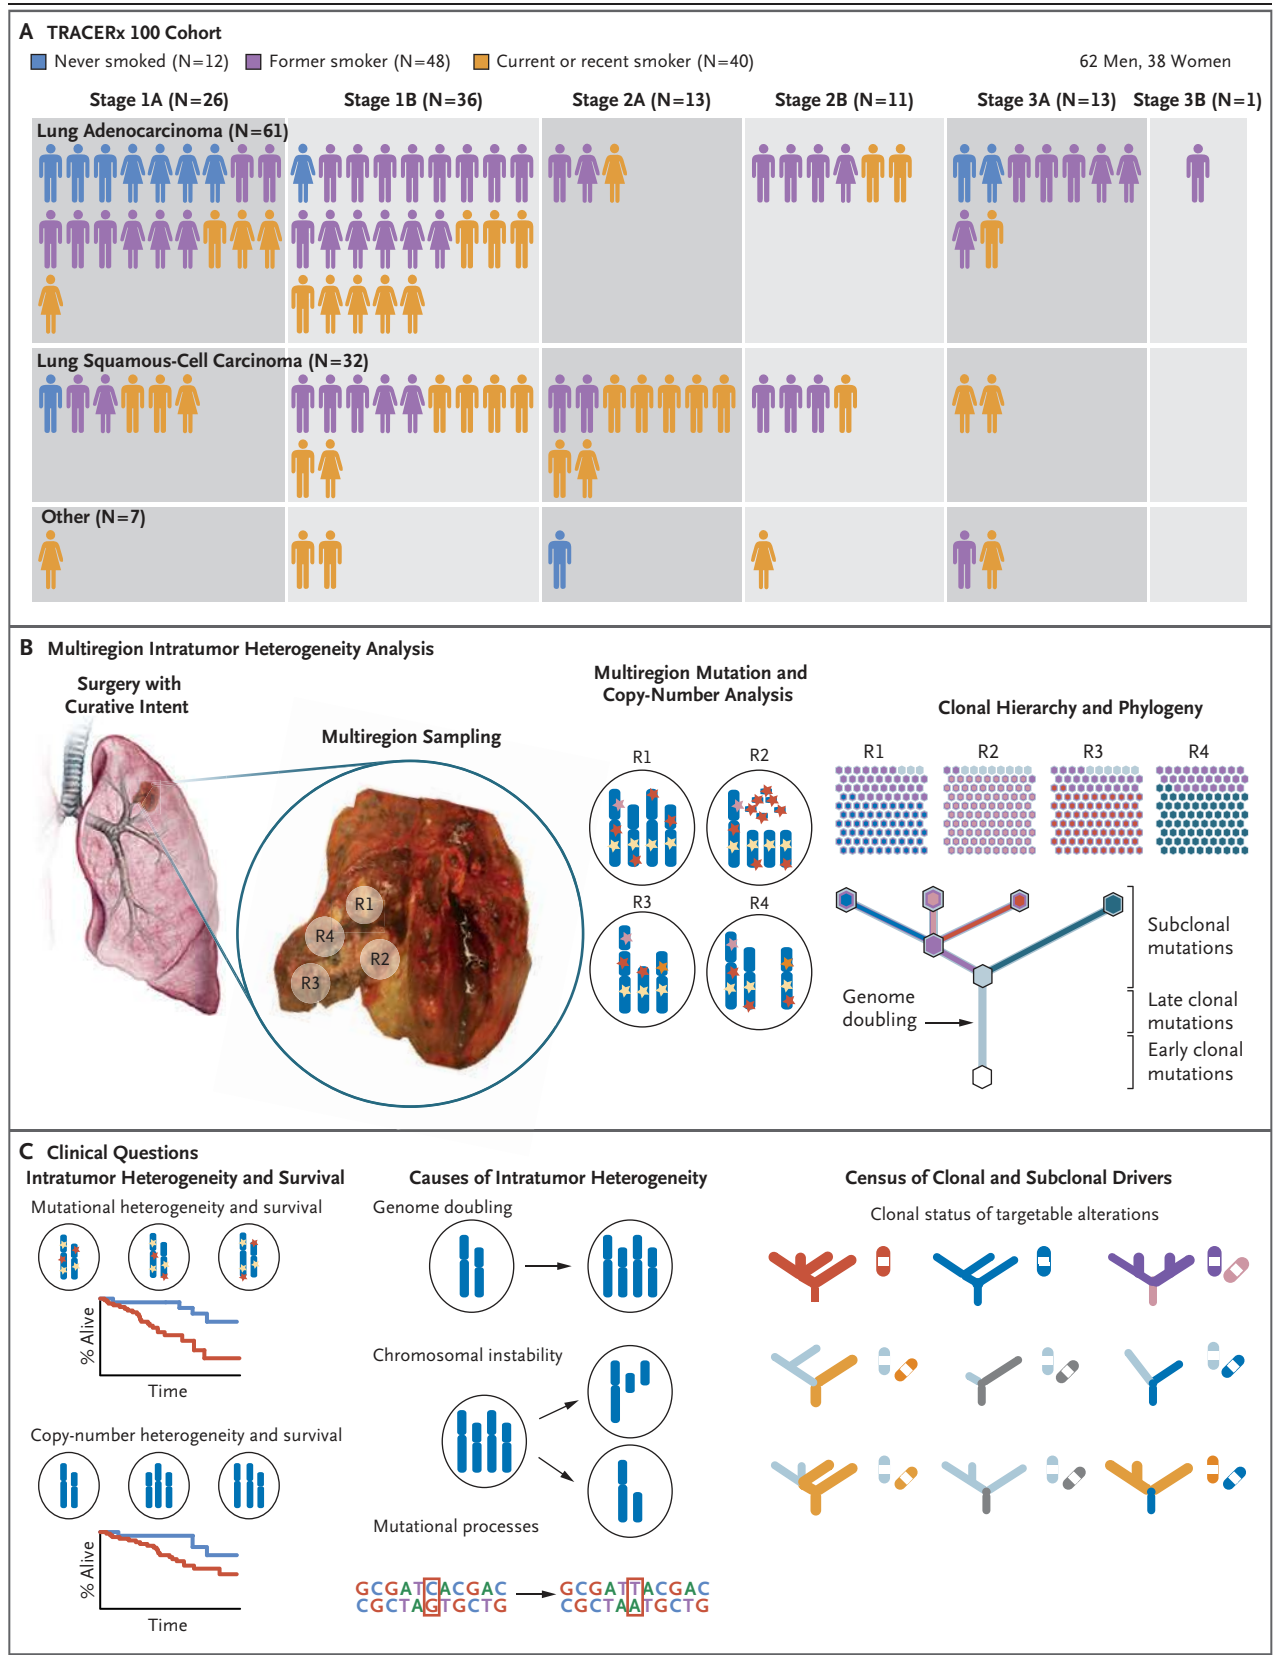 A TRACERx 100 Cohort
Never smoked (N=12) Former smoker (N=48) Current or recent smoker (N=40) 62 Men, 38 Women
Stage 1A (N=26) Stage 1B (N=36) Stage 2A (N=13) Stage 2B (N=11) Stage 3A (N=13) Stage 3B (N=1)
Lung Adenocarcinoma (N=61)
Lung Squamous-Cell Carcinoma (N=32)
Other (N=7)
B Multiregion Intratumor Heterogeneity Analysis
Surgery with
Curative Intent
Multiregion Sampling
R1
R4
R2
R3
Multiregion Mutation and
Copy-Number Analysis
R1 R2
R3 R4
Clonal Hierarchy and Phylogeny
R1 R2 R3 R4
Subclonal
mutations
Genome
doubling
Late clonal
mutations
Early clonal
mutations
C Clinical Questions
Intratumor Heterogeneity and Survival
Mutational heterogeneity and survival
% Alive
Time
Copy-number heterogeneity and survival
% Alive
Time
Causes of Intratumor Heterogeneity
Genome doubling
Chromosomal instability
Mutational processes
GCGATCACGAC GCGATTACGAC
CGCTAGTGCTG CGCTAATGCTG
Census of Clonal and Subclonal Drivers
Clonal status of targetable alterations